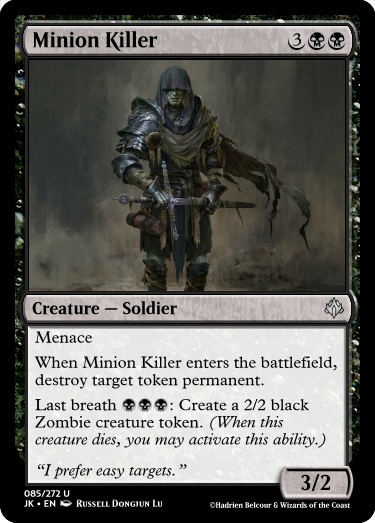 Minion Killer 3
Creature — Soldier
Menace
When Minion Killer enters the battlefield,
destroy target token permanent.
Last breath : Create a 2/2 black
Zombie creature token. (When this
creature dies, you may activate this ability.)
“I prefer easy targets.”
3/2
085/272 U
JK • EN Russell Dongjun Lu
©Hadrien Belcour & Wizards of the Coast